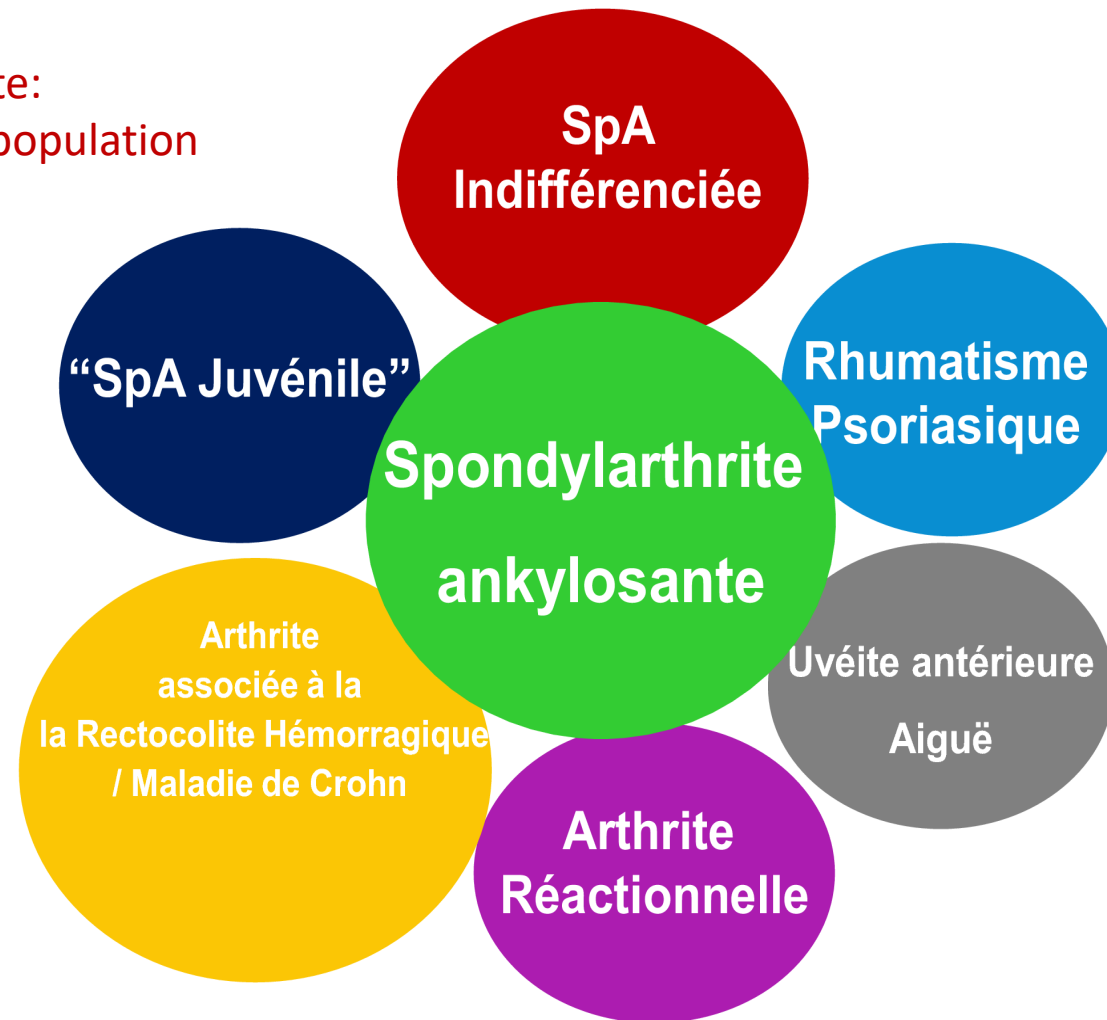 te:
population
SpA
Indifférenciée
“SpA Juvénile”
Rhumatisme
Psoriasique
Spondylarthrite
ankylosante
Arthrite
associée à la
la Rectocolite Hémorragique
/ Maladie de Crohn
Uvéite antérieure
Aiguë
Arthrite
Réactionnelle